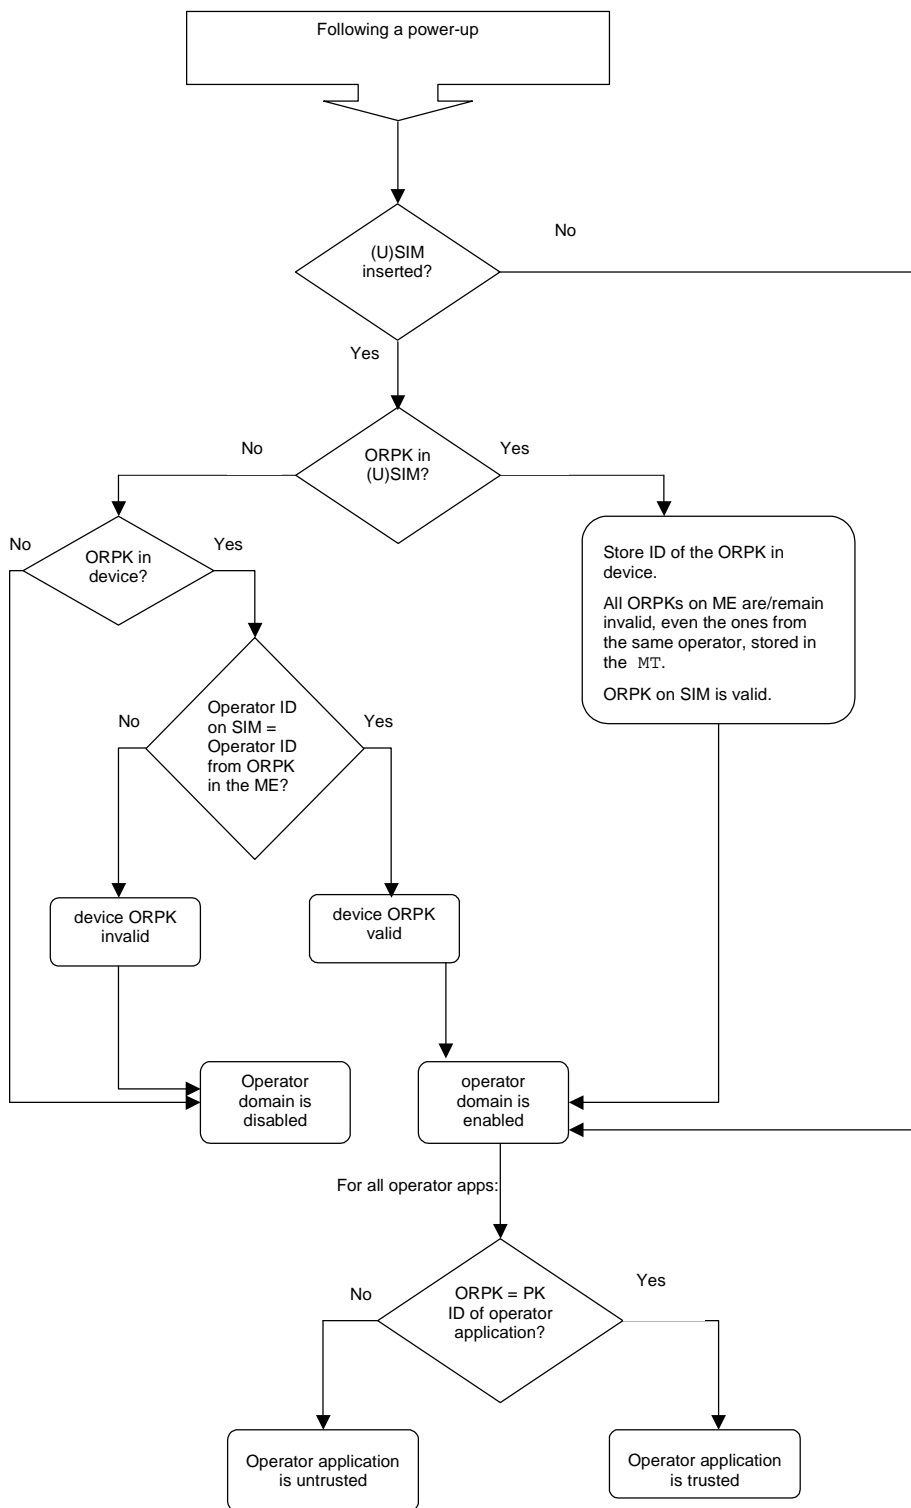 Following a power-up
No
(U)SIM
inserted?
Yes
No
Yes
ORPK in
(U)SIM?
No
Yes
ORPK in
device?
Store ID of the ORPK in
device.
All ORPKs on ME are/remain
invalid, even the ones from
the same operator, stored in
the MT.
ORPK on SIM is valid.
No
Yes
Operator ID
on SIM =
Operator ID
from ORPK
in the ME?
device ORPK
invalid
device ORPK
valid
Operator
domain is
disabled
operator
domain is
enabled
For all operator apps:
No
Yes
ORPK = PK
ID of operator
application?
Operator application
is untrusted
Operator application
is trusted